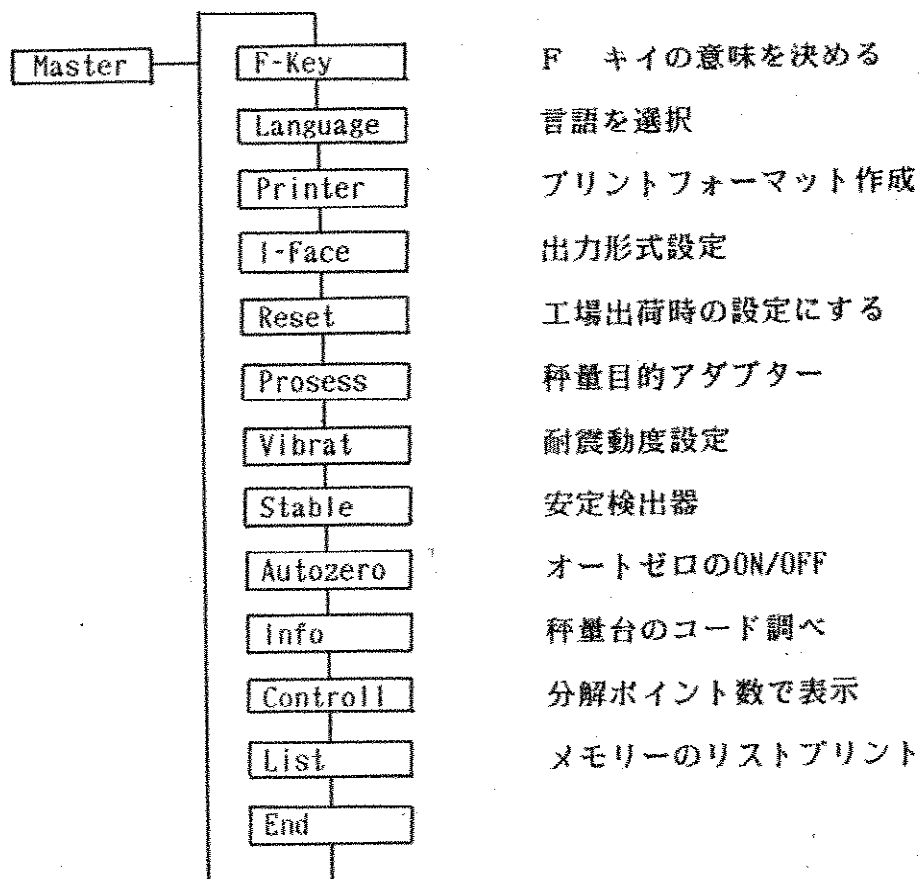 Master
F-Key F キイの意味を決める
Language 言語を選択
Printer プリントフォーマット作成
I-Face 出力形式設定
Reset 工場出荷時の設定にする
Prosess 秤量目的アダプター
Vibrat 耐震動度設定
Stable 安定検出器
Autozero オートゼロのON/OFF
Info 秤量台のコード調べ
Controll 分解ポイント数で表示
List メモリーのリストプリント
End